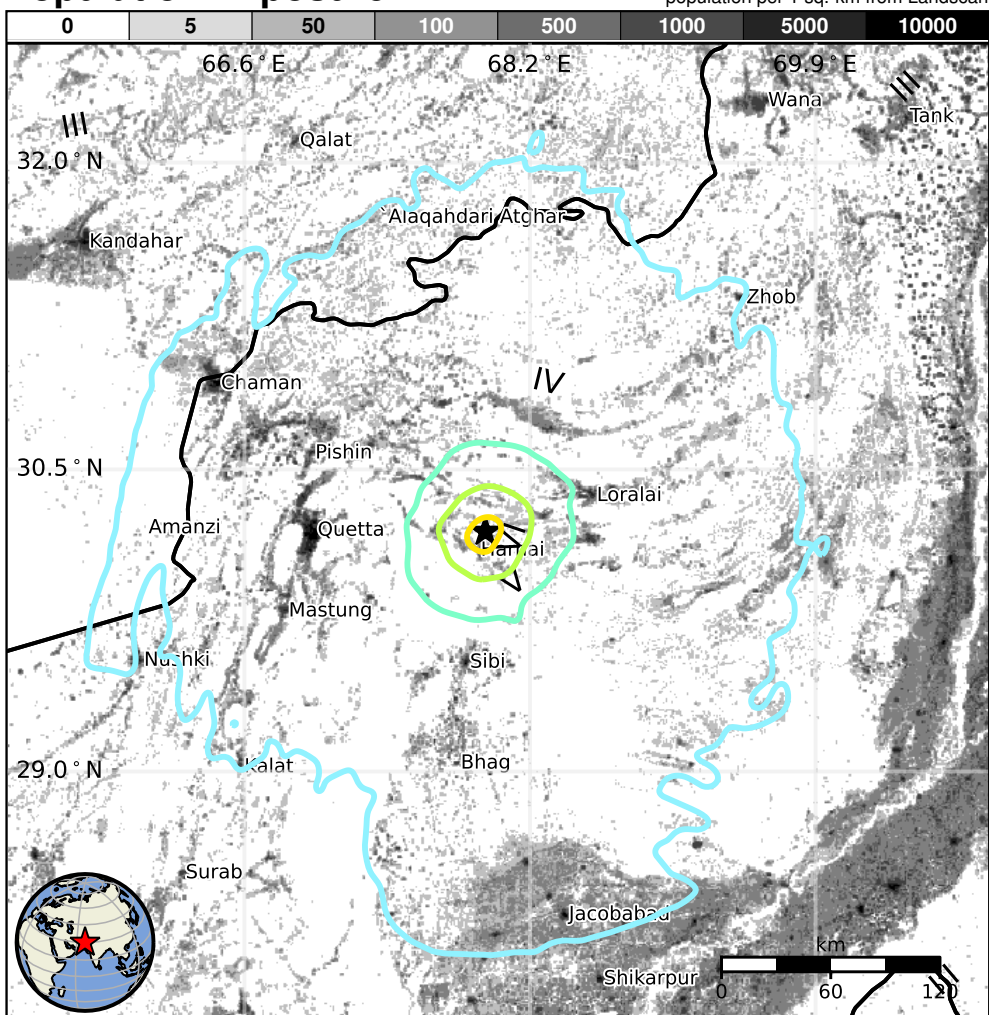 population per 1 sq. km from Landscan
0 5 50 100 500 1000 5000 10000
66.6°E 68.2°E 69.9°E
III
Wana
III
Tank
Qalat
32.0°N
`Alaqahdari Atghar
Kandahar
Zhob
IV
Chaman
Pishin
30.5°N
Loralai
Amanzi
Quetta
Harnai
Mastung
Nushki
Sibi
Kalat
Bhag
29.0°N
Surab
Jacobabad
km
Shikarpur
0 60 120